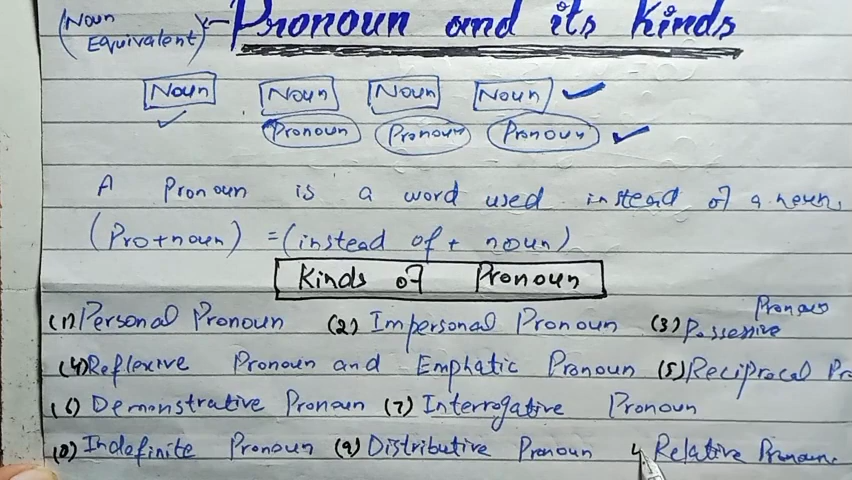 (Noun Equivalent) Pronoun and its Kinds
Noun Noun Noun Noun
Pronoun Pronoun Pronoun
A Pronoun is a word used instead of a noun.
(Pro+noun) = (instead of + noun)
Kinds of Pronoun
(1) Personal Pronoun (2) Impersonal Pronoun (3) Possessive Pronoun
(4) Reflexive Pronoun and Emphatic Pronoun (5) Reciprocal Pro
(6) Demonstrative Pronoun (7) Interrogative Pronoun
(8) Indefinite Pronoun (9) Distributive Pronoun Relative Pronoun.